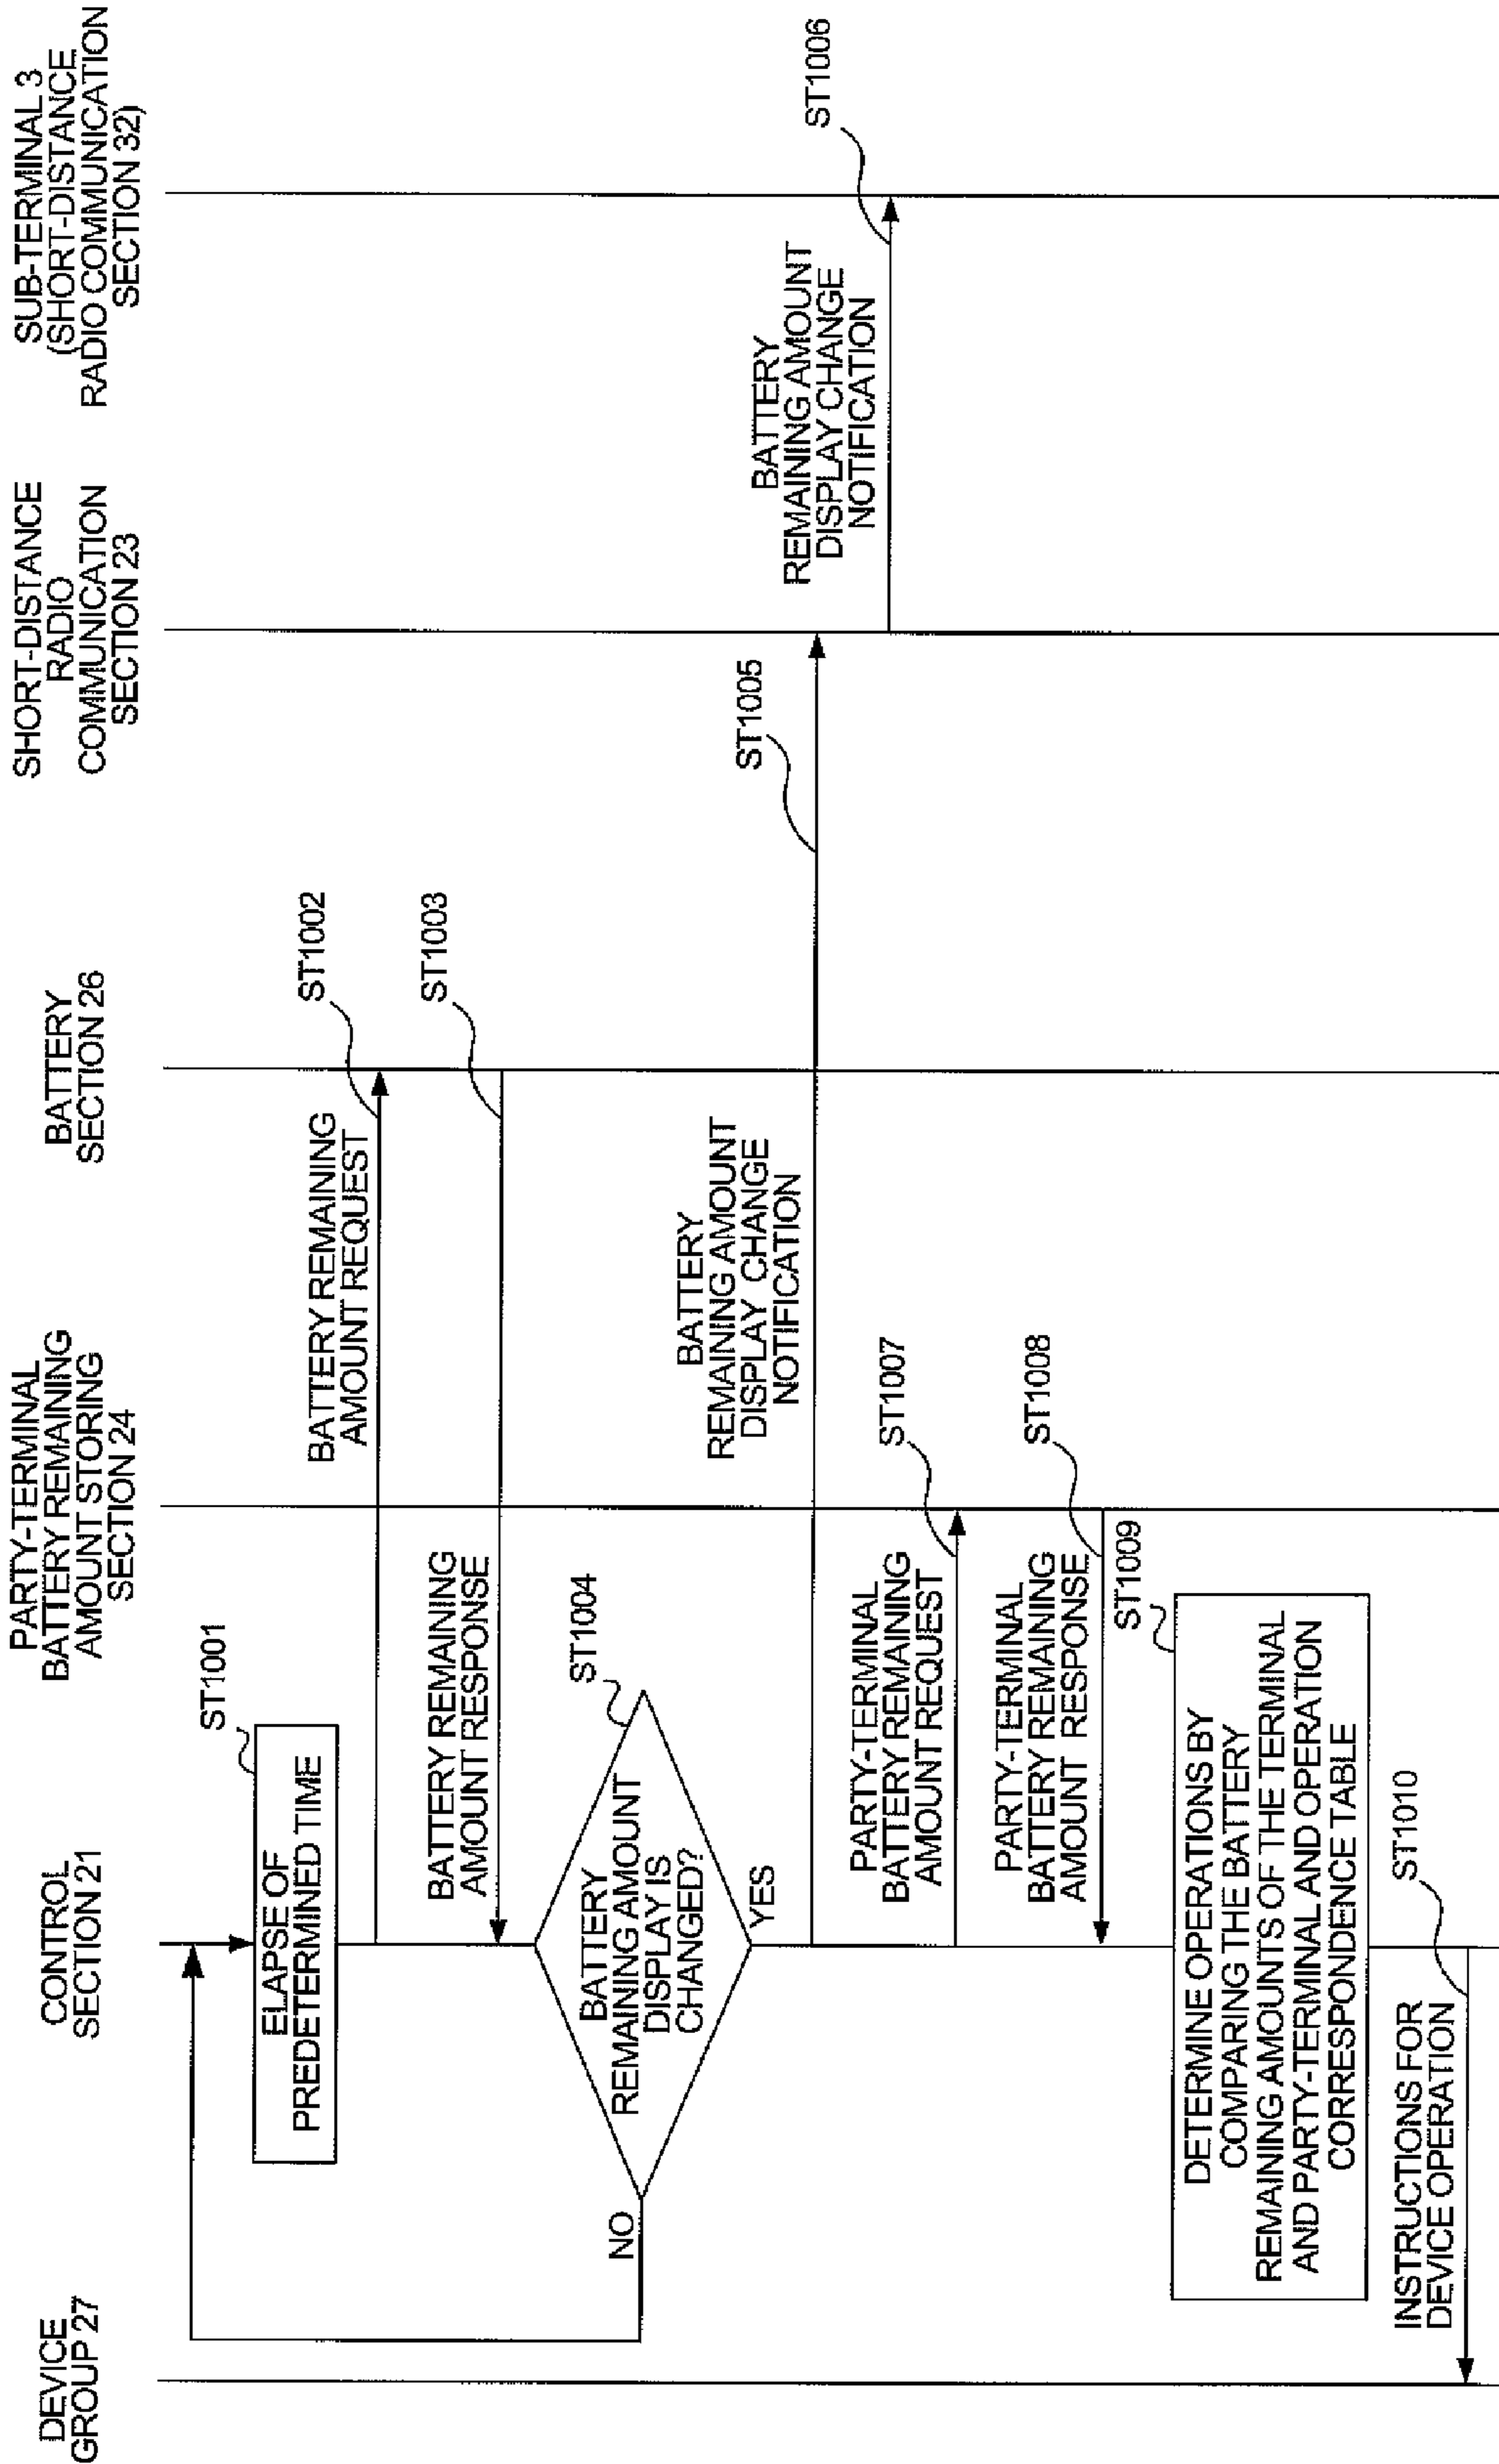 DEVICE
GROUP 27
CONTROL
SECTION 21
PARTY-TERMINAL
BATTERY REMAINING
AMOUNT STORING
SECTION 24
BATTERY
SECTION 26
SHORT-DISTANCE
RADIO
COMMUNICATION
SECTION 23
SUB-TERMINAL 3
(SHORT-DISTANCE
RADIO COMMUNICATION
SECTION 32)
ST1001
ELAPSE OF
PREDETERMINED TIME
BATTERY REMAINING
AMOUNT REQUEST
ST1002
BATTERY REMAINING
AMOUNT RESPONSE
ST1003
ST1004
BATTERY
REMAINING AMOUNT
DISPLAY IS
CHANGED?
NO
YES
BATTERY
REMAINING AMOUNT
DISPLAY CHANGE
NOTIFICATION
ST1005
BATTERY
REMAINING AMOUNT
DISPLAY CHANGE
NOTIFICATION
ST1006
PARTY-TERMINAL
BATTERY REMAINING
AMOUNT REQUEST
ST1007
PARTY-TERMINAL
BATTERY REMAINING
AMOUNT RESPONSE
ST1008
ST1009
DETERMINE OPERATIONS BY
COMPARING THE BATTERY
REMAINING AMOUNTS OF THE TERMINAL
AND PARTY-TERMINAL AND OPERATION
CORRESPONDENCE TABLE
INSTRUCTIONS FOR
DEVICE OPERATION
ST1010